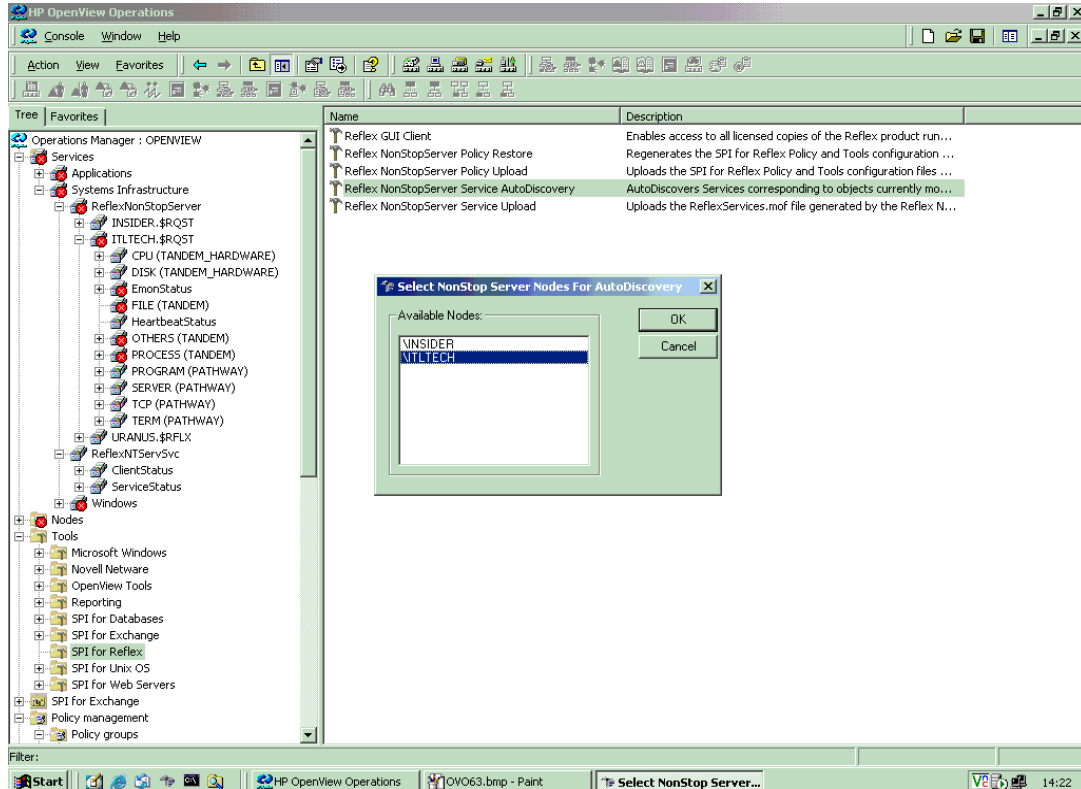 HP OpenView Operations
Console Window Help
Action View Favorites
Tree Favorites
Name Description
Operations Manager : OPENVIEW
Services
Applications
Systems Infrastructure
ReflexNonStopServer
INSIDER.$RQST
ITLTECH.$RQST
CPU (TANDEM_HARDWARE)
DISK (TANDEM_HARDWARE)
EmonStatus
FILE (TANDEM)
HeartbeatStatus
OTHERS (TANDEM)
PROCESS (TANDEM)
PROGRAM (PATHWAY)
SERVER (PATHWAY)
TCP (PATHWAY)
TERM (PATHWAY)
URANUS.$RFLX
ReflexNTServSvc
ClientStatus
ServiceStatus
Windows
Nodes
Tools
Microsoft Windows
Novell Netware
OpenView Tools
Reporting
SPI for Databases
SPI for Exchange
SPI for Reflex
SPI for Unix OS
SPI for Web Servers
SPI for Exchange
Policy management
Policy groups
Reflex GUI Client Enables access to all licensed copies of the Reflex product run...
Reflex NonStopServer Policy Restore Regenerates the SPI for Reflex Policy and Tools configuration ...
Reflex NonStopServer Policy Upload Uploads the SPI for Reflex Policy and Tools configuration files ...
Reflex NonStopServer Service AutoDiscovery AutoDiscovers Services corresponding to objects currently mo...
Reflex NonStopServer Service Upload Uploads the ReflexServices.mof file generated by the Reflex N...
Select NonStop Server Nodes For AutoDiscovery
Available Nodes:
\INSIDER
\ITLTECH
OK
Cancel
Filter:
Start HP OpenView Operations OVO63.bmp - Paint Select NonStop Server... 14:22